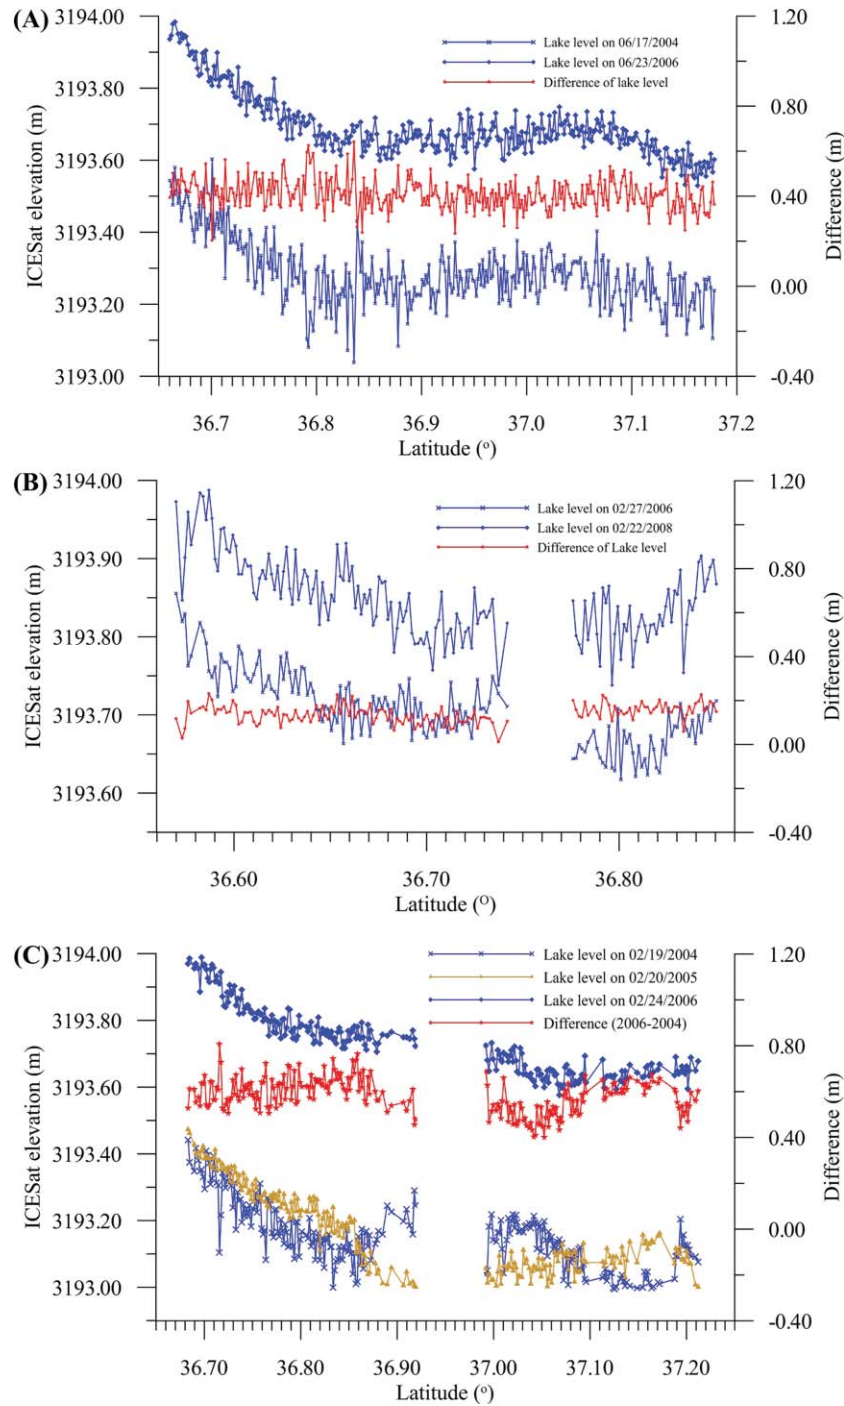 (A)
3194.00
3193.80
3193.60
3193.40
3193.20
3193.00
ICESat elevation (m)
1.20
0.80
0.40
0.00
-0.40
Difference (m)
Lake level on 06/17/2004
Lake level on 06/23/2006
Difference of lake level
36.7 36.8 36.9 37.0 37.1 37.2
Latitude (o)
(B)
3194.00
3193.90
3193.80
3193.70
3193.60
ICESat elevation (m)
1.20
0.80
0.40
0.00
-0.40
Difference (m)
Lake level on 02/27/2006
Lake level on 02/22/2008
Difference of Lake level
36.60 36.70 36.80
Latitude (O)
(C)
3194.00
3193.80
3193.60
3193.40
3193.20
3193.00
ICESat elevation (m)
1.20
0.80
0.40
0.00
-0.40
Difference (m)
Lake level on 02/19/2004
Lake level on 02/20/2005
Lake level on 02/24/2006
Difference (2006-2004)
36.70 36.80 36.90 37.00 37.10 37.20
Latitude (o)